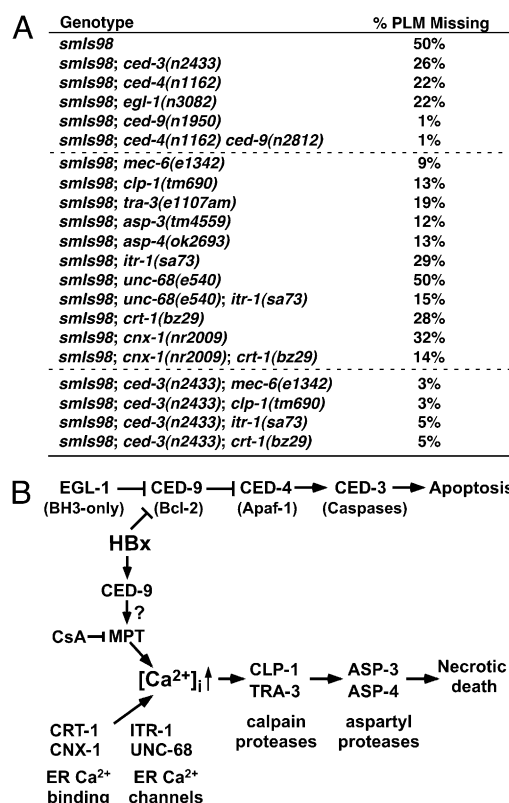 A
Genotype % PLM Missing
smIs98 50%
smIs98; ced-3(n2433) 26%
smIs98; ced-4(n1162) 22%
smIs98; egl-1(n3082) 22%
smIs98; ced-9(n1950) 1%
smIs98; ced-4(n1162) ced-9(n2812) 1%
smIs98; mec-6(e1342) 9%
smIs98; clp-1(tm690) 13%
smIs98; tra-3(e1107am) 19%
smIs98; asp-3(tm4559) 12%
smIs98; asp-4(ok2693) 13%
smIs98; itr-1(sa73) 29%
smIs98; unc-68(e540) 50%
smIs98; unc-68(e540); itr-1(sa73) 15%
smIs98; crt-1(bz29) 28%
smIs98; cnx-1(nr2009) 32%
smIs98; cnx-1(nr2009); crt-1(bz29) 14%
smIs98; ced-3(n2433); mec-6(e1342) 3%
smIs98; ced-3(n2433); clp-1(tm690) 3%
smIs98; ced-3(n2433); itr-1(sa73) 5%
smIs98; ced-3(n2433); crt-1(bz29) 5%
B
EGL-1 CED-9 CED-4 CED-3 Apoptosis
(BH3-only) (Bcl-2) (Apaf-1) (Caspases)
HBx
CED-9
?
CsA MPT
[Ca2+]i CLP-1 ASP-3 Necrotic
TRA-3 ASP-4 death
CRT-1 ITR-1 calpain aspartyl
CNX-1 UNC-68 proteases proteases
ER Ca2+ ER Ca2+
binding channels